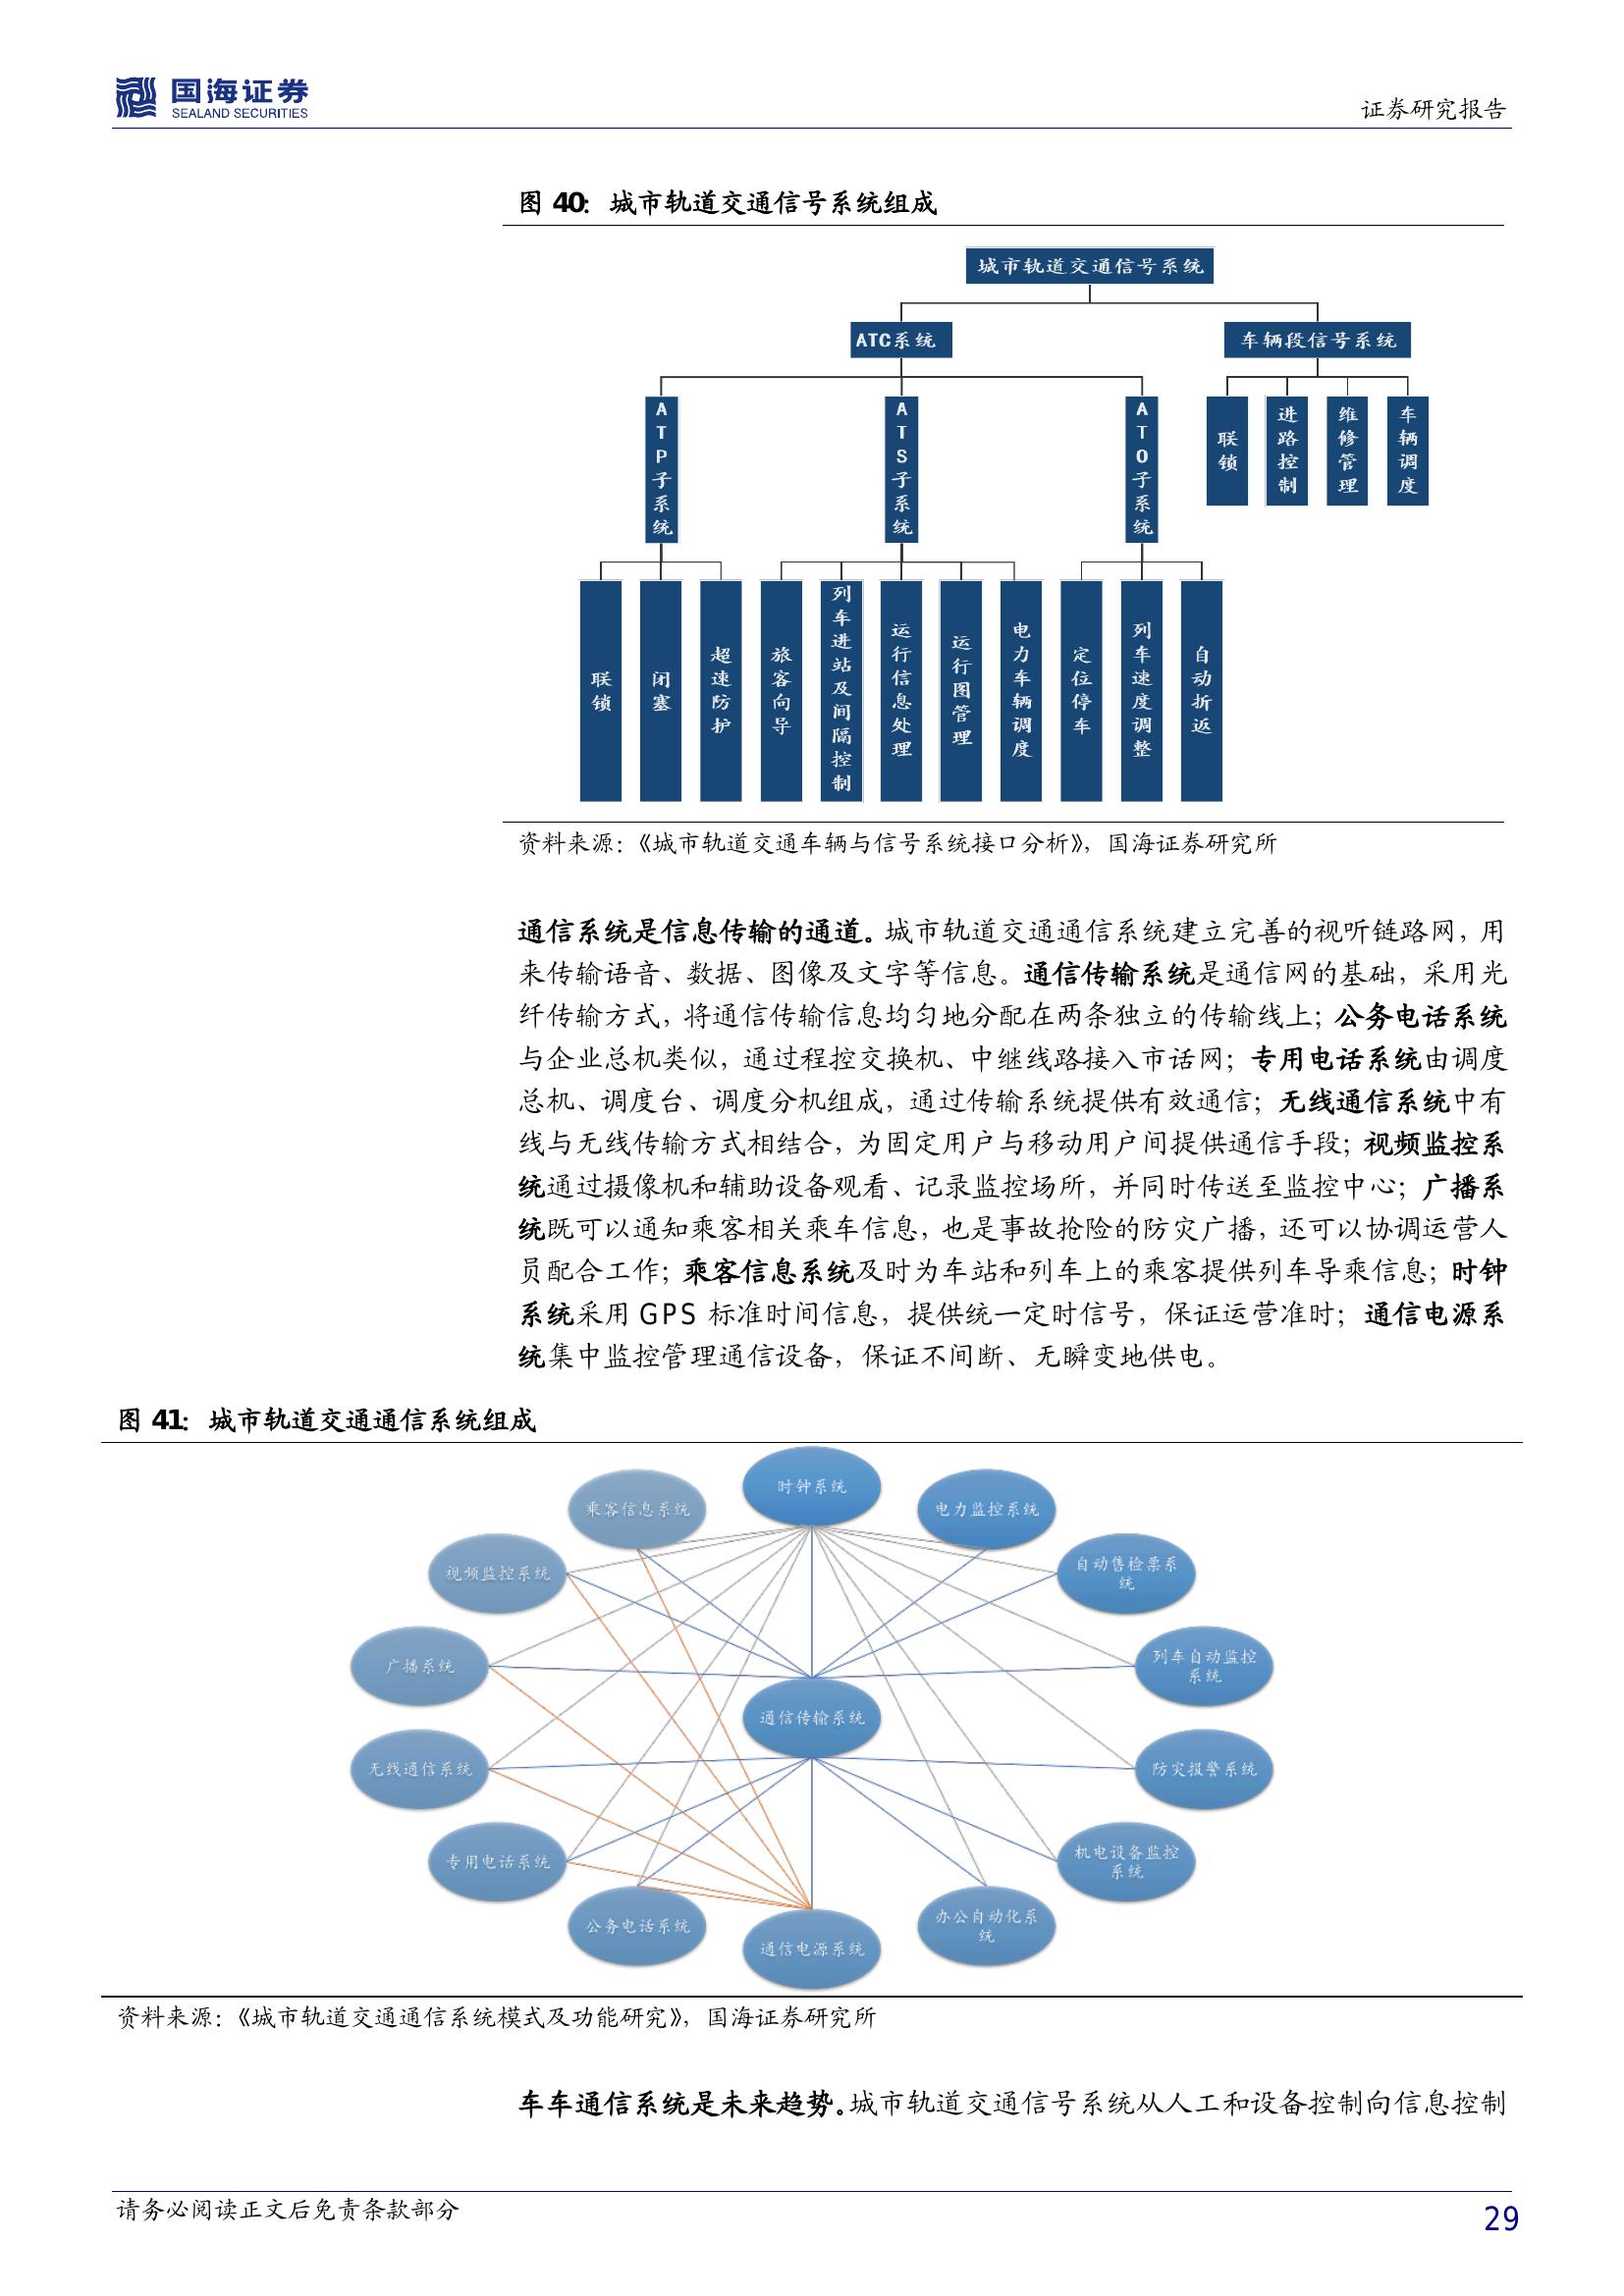 国海证券
SEALAND SECURITIES
证券研究报告
图 40: 城市轨道交通信号系统组成
城市轨道交通信号系统
ATC系统
车辆段信号系统
ATP子系统
ATS子系统
ATO子系统
联锁
进路控制
维修管理
车辆调度
联锁
闭塞
超速防护
旅客向导
列车进站及间隔控制
运行信息处理
运行图管理
电力车辆调度
定位停车
列车速度调整
自动折返
资料来源:《城市轨道交通车辆与信号系统接口分析》,国海证券研究所
通信系统是信息传输的通道。城市轨道交通通信系统建立完善的视听链路网,用
来传输语音、数据、图像及文字等信息。通信传输系统是通信网的基础,采用光
纤传输方式,将通信传输信息均匀地分配在两条独立的传输线上;公务电话系统
与企业总机类似,通过程控交换机、中继线路接入市话网;专用电话系统由调度
总机、调度台、调度分机组成,通过传输系统提供有效通信;无线通信系统中有
线与无线传输方式相结合,为固定用户与移动用户间提供通信手段;视频监控系
统通过摄像机和辅助设备观看、记录监控场所,并同时传送至监控中心;广播系
统既可以通知乘客相关乘车信息,也是事故抢险的防灾广播,还可以协调运营人
员配合工作;乘客信息系统及时为车站和列车上的乘客提供列车导乘信息;时钟
系统采用 GPS 标准时间信息,提供统一定时信号,保证运营准时;通信电源系
统集中监控管理通信设备,保证不间断、无瞬变地供电。
图 41: 城市轨道交通通信系统组成
时钟系统
乘客信息系统
电力监控系统
视频监控系统
自动售检票系
统
广播系统
列车自动监控
系统
通信传输系统
无线通信系统
防灾报警系统
专用电话系统
机电设备监控
系统
公务电话系统
办公自动化系
统
通信电源系统
资料来源:《城市轨道交通通信系统模式及功能研究》,国海证券研究所
车车通信系统是未来趋势。城市轨道交通信号系统从人工和设备控制向信息控制
请务必阅读正文后免责条款部分
29